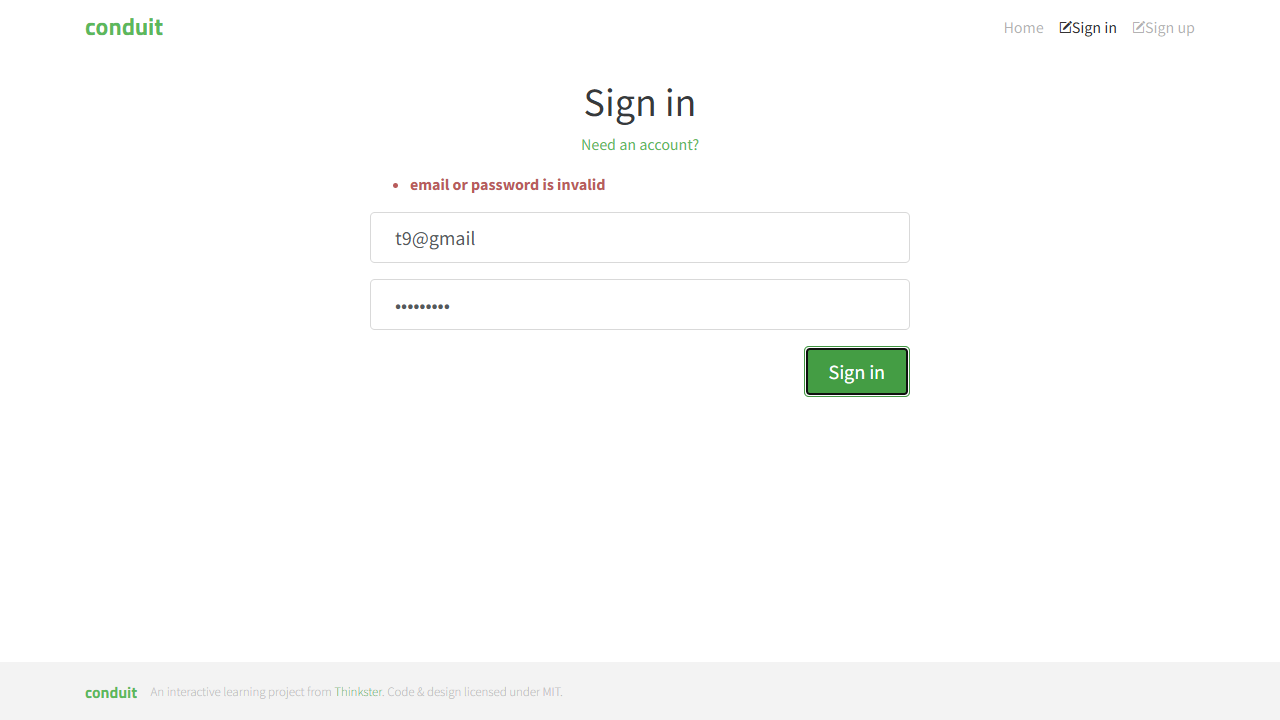 conduit
Home Sign in Sign up
Sign in
Need an account?
email or password is invalid
t9@gmail
•••••••••
Sign in
conduit An interactive learning project from Thinkster. Code & design licensed under MIT.